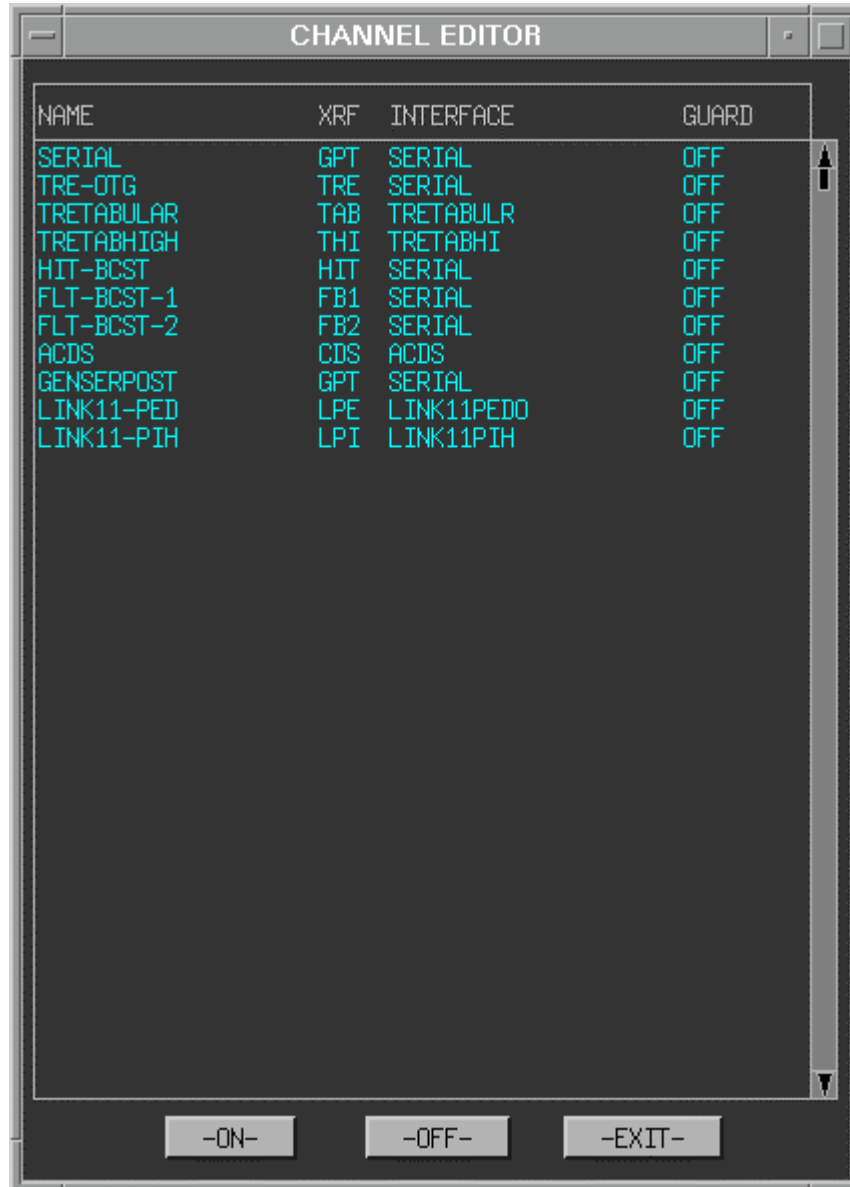 CHANNEL EDITOR
NAME XRF INTERFACE GUARD
SERIAL GPT SERIAL OFF
TRE-OTG TRE SERIAL OFF
TRETABULAR TAB TRETABULR OFF
TRETABHIGH THI TRETABHI OFF
HIT-BCST HIT SERIAL OFF
FLT-BCST-1 FB1 SERIAL OFF
FLT-BCST-2 FB2 SERIAL OFF
ACDS CDS ACDS OFF
GENSERPOST GPT SERIAL OFF
LINK11-PED LPE LINK11PEDO OFF
LINK11-PIH LPI LINK11PIH OFF
-ON- -OFF- -EXIT-